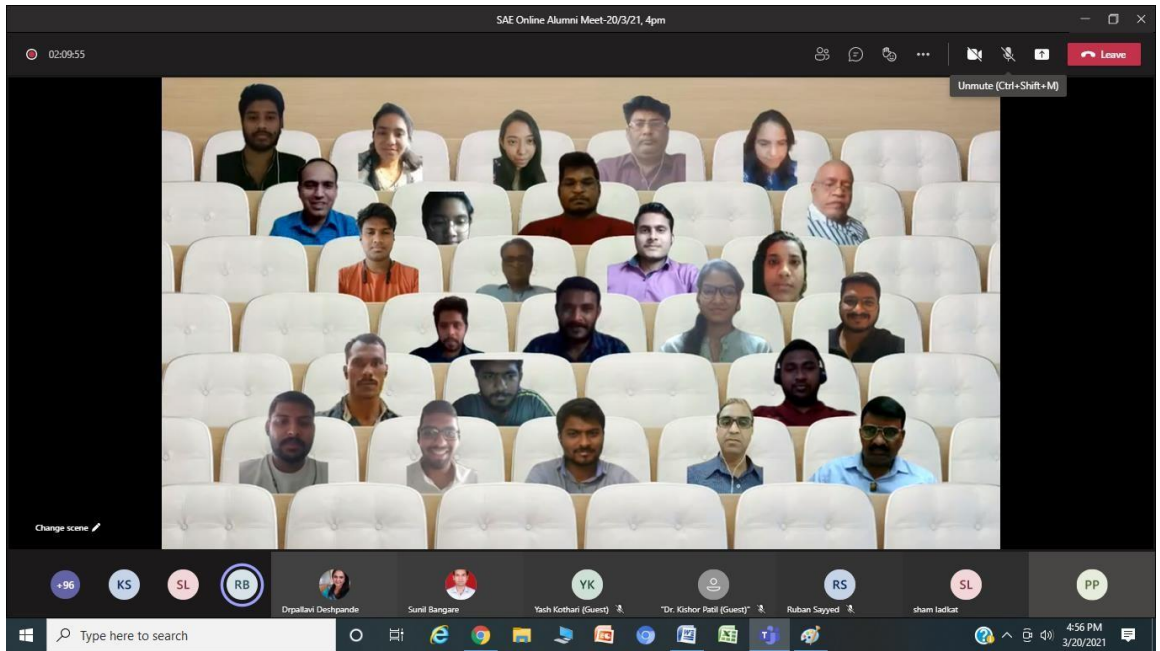 SAE Online Alumni Meet-20/3/21, 4pm
02:09:55
Leave
Unmute (Ctrl+Shift+M)
Change scene
+96
KS
SL
RB
Drpallavi Deshpande
Sunil Bangare
YK
Yash Kothari (Guest)
"Dr. Kishor Patil (Guest)"
RS
Ruban Sayyed
SL
sham ladkat
PP
Type here to search
4:56 PM
3/20/2021